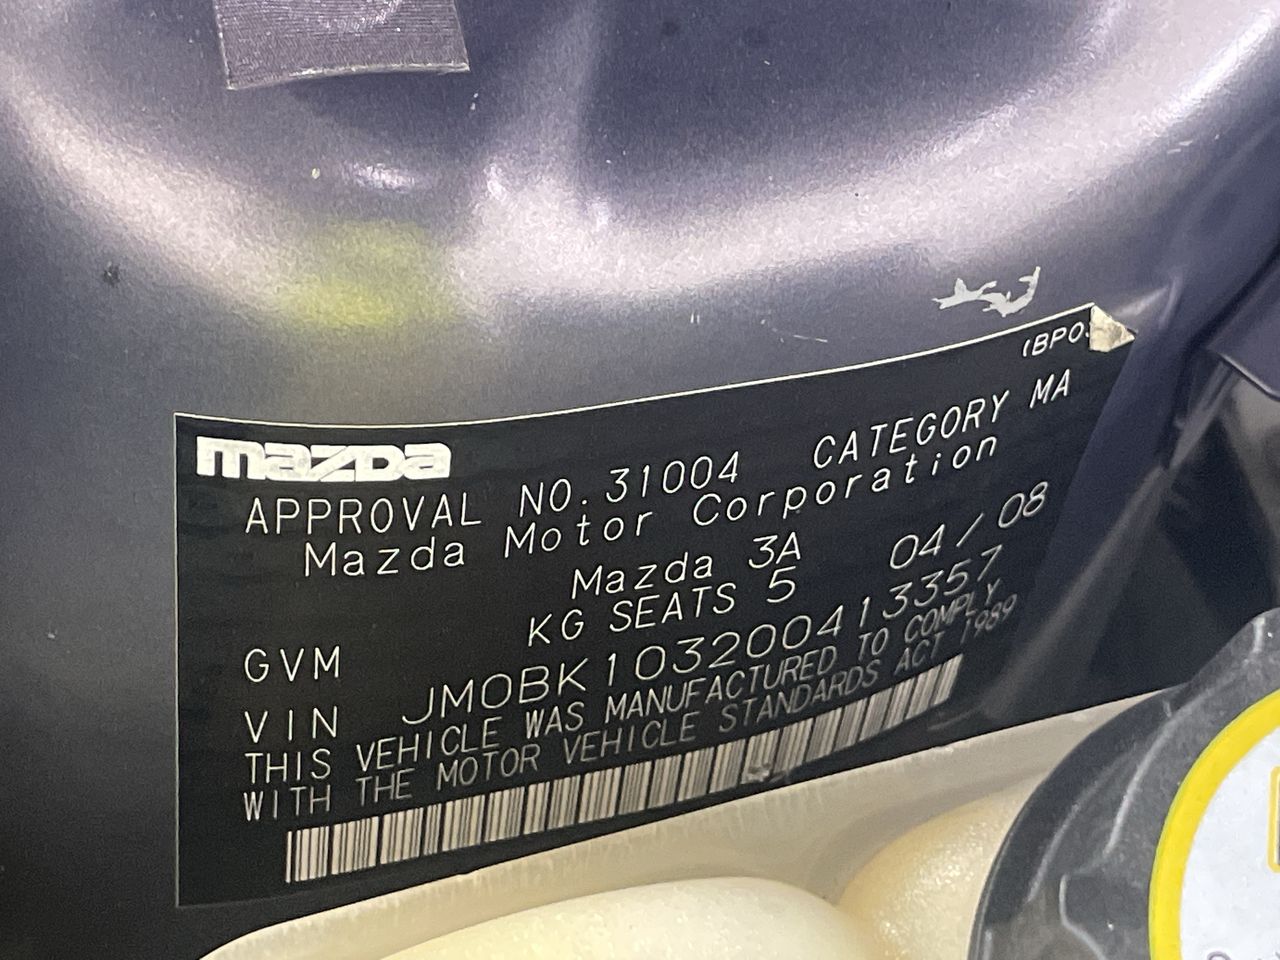 (BPO
mazda
APPROVAL NO. 31004 CATEGORY MA
Mazda Motor Corporation
Mazda 3A 04/08
GVM KG SEATS 5
VIN JM0BK103200413357
THIS VEHICLE WAS MANUFACTURED TO COMPLY
WITH THE MOTOR VEHICLE STANDARDS ACT 1989